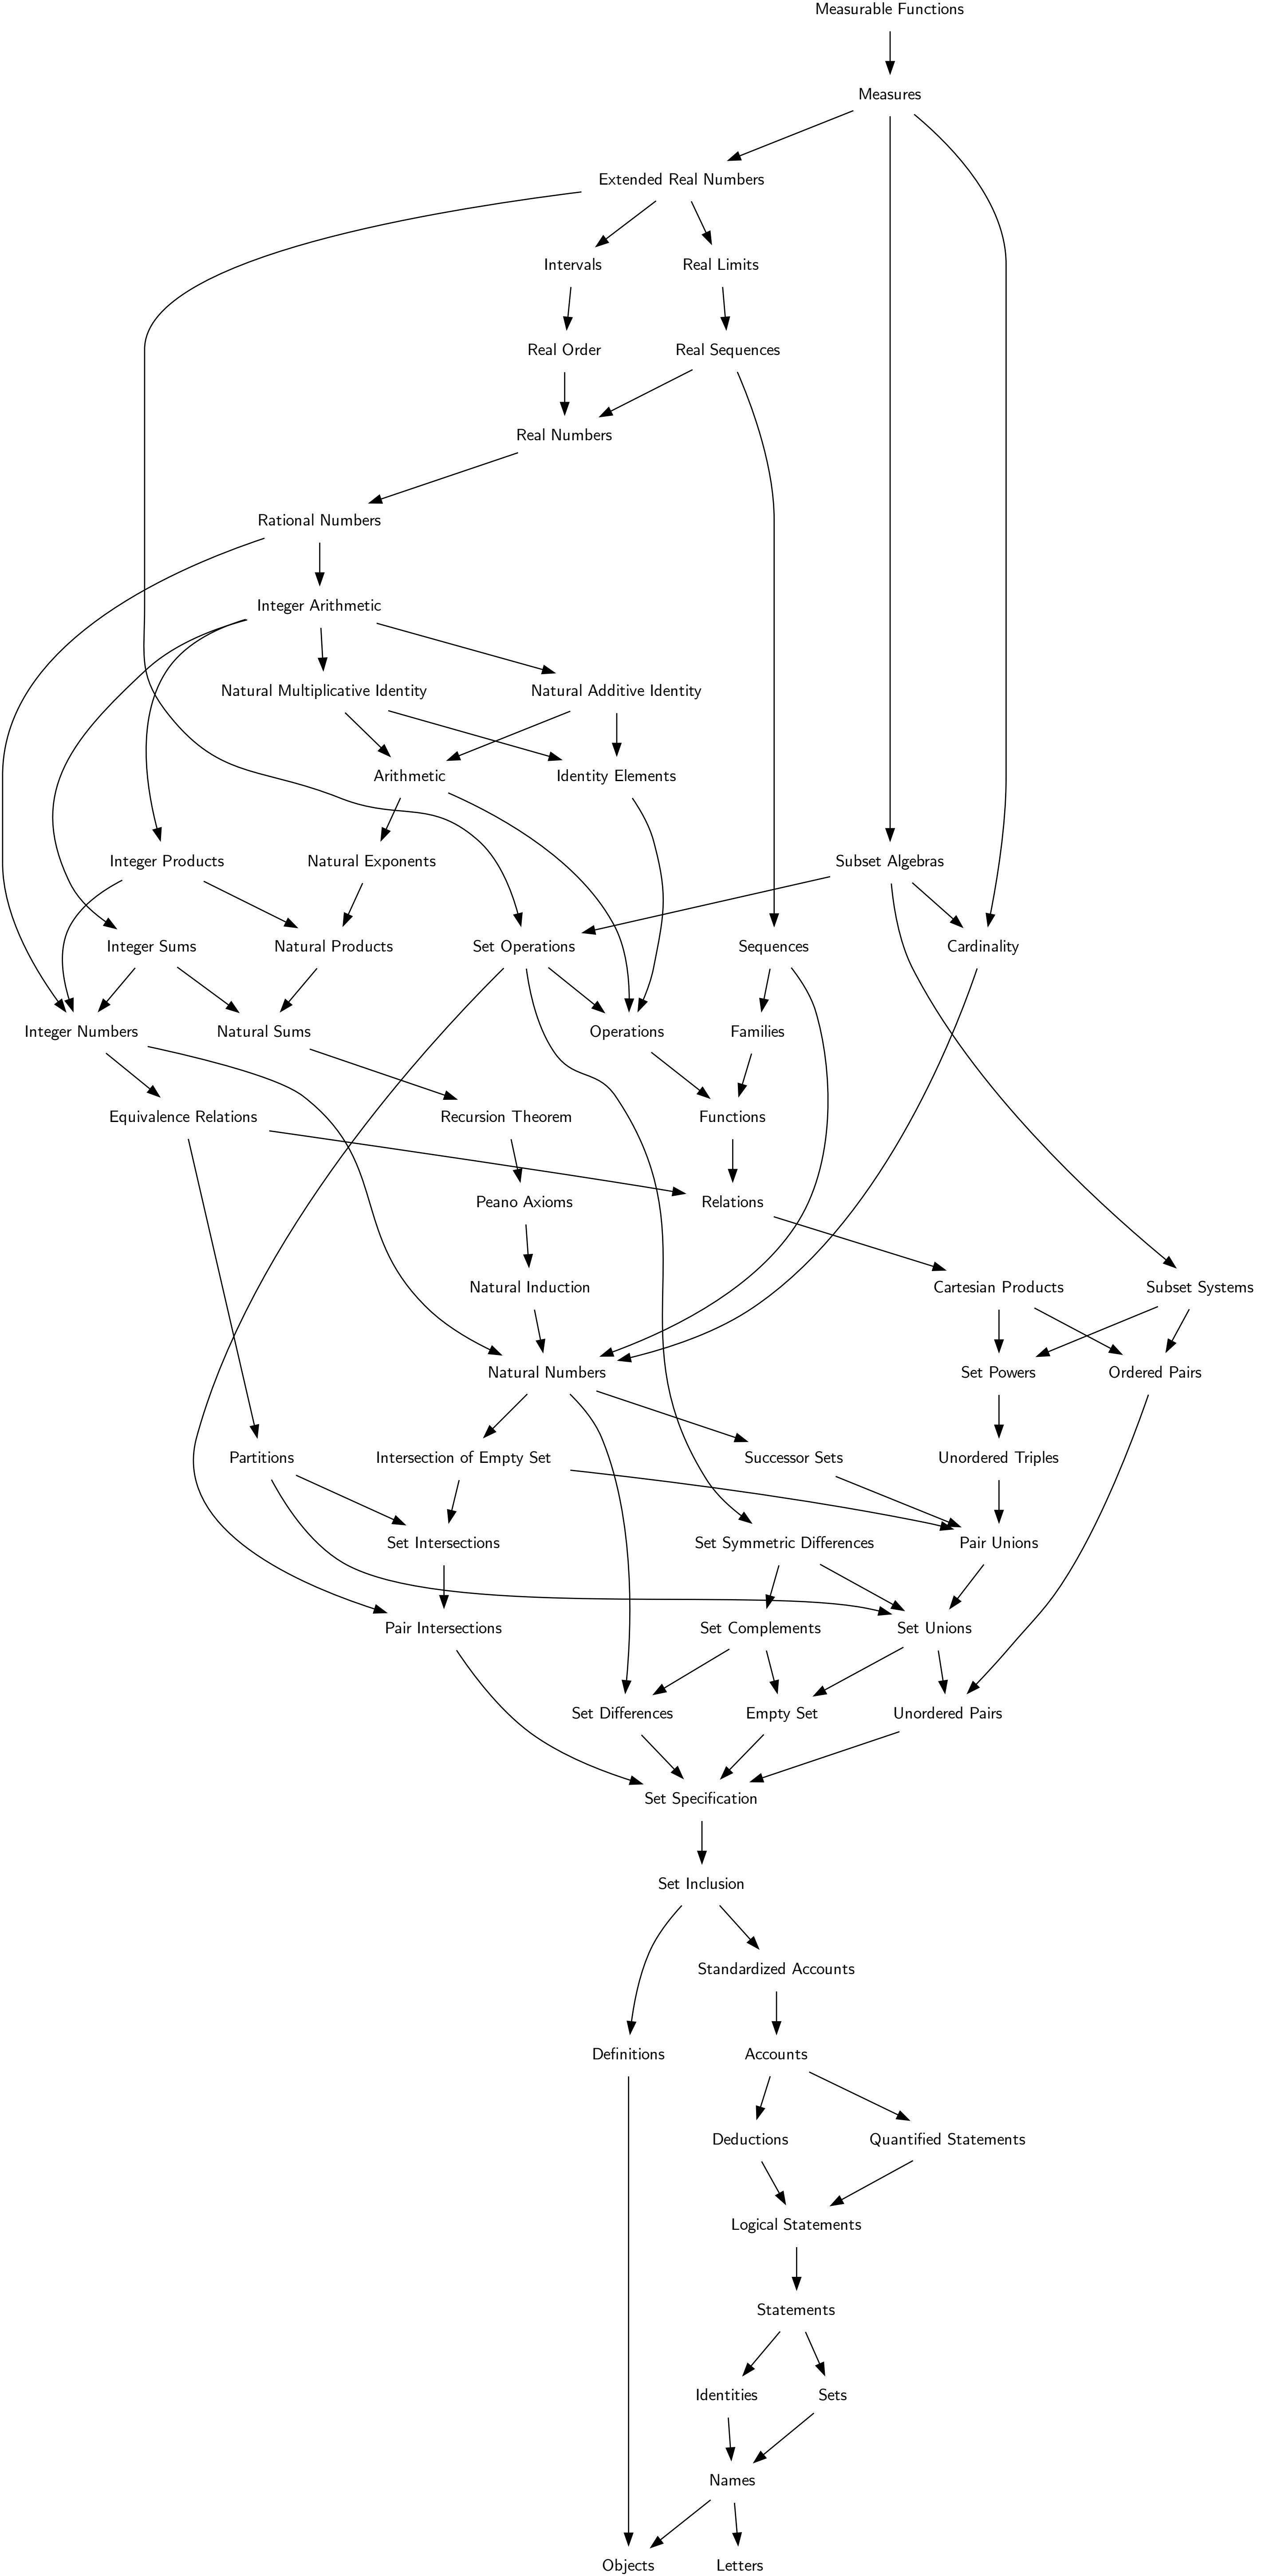 Measurable Functions
Measures
Extended Real Numbers
Intervals
Real Limits
Real Order
Real Sequences
Real Numbers
Rational Numbers
Integer Arithmetic
Natural Multiplicative Identity
Natural Additive Identity
Arithmetic
Identity Elements
Integer Products
Natural Exponents
Subset Algebras
Integer Sums
Natural Products
Set Operations
Sequences
Cardinality
Integer Numbers
Natural Sums
Operations
Families
Equivalence Relations
Recursion Theorem
Functions
Peano Axioms
Relations
Natural Induction
Cartesian Products
Subset Systems
Natural Numbers
Set Powers
Ordered Pairs
Partitions
Intersection of Empty Set
Successor Sets
Unordered Triples
Set Intersections
Set Symmetric Differences
Pair Unions
Pair Intersections
Set Complements
Set Unions
Set Differences
Empty Set
Unordered Pairs
Set Specification
Set Inclusion
Standardized Accounts
Definitions
Accounts
Deductions
Quantified Statements
Logical Statements
Statements
Identities
Sets
Names
Objects
Letters